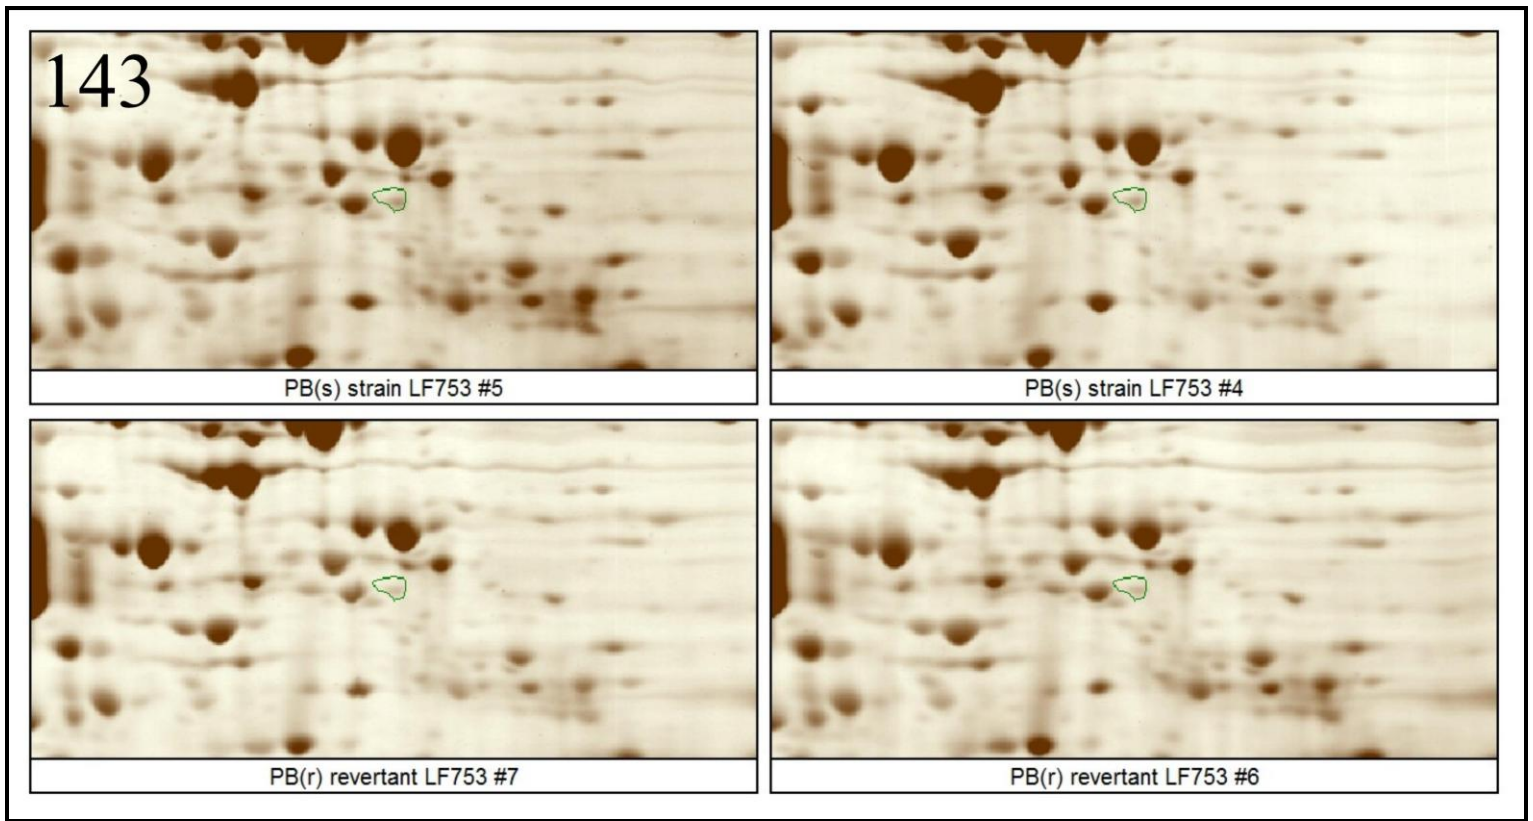 143
PB(s) strain LF753 #5
PB(s) strain LF753 #4
PB(r) revertant LF753 #7
PB(r) revertant LF753 #6